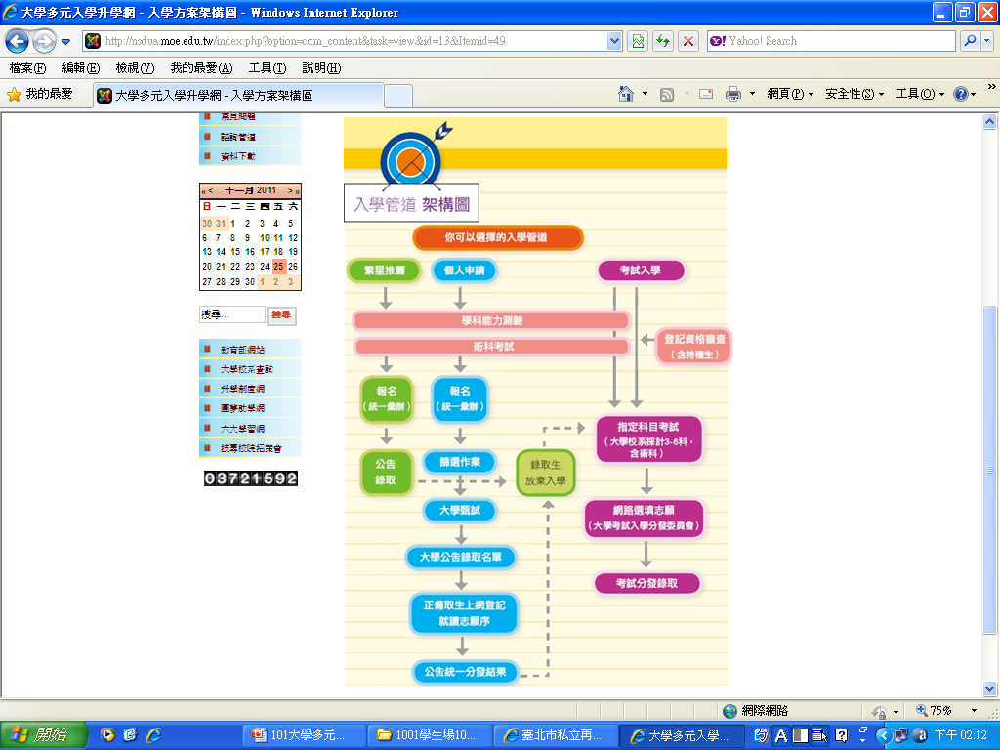 大學多元入學升學網 - 入學方案架構圖 - Windows Internet Explorer
http://nsdua.moe.edu.tw/index.php?option=com_content&task=view&id=13&Itemid=49
Yahoo! Search
檔案(F) 編輯(E) 檢視(V) 我的最愛(A) 工具(T) 說明(H)
我的最愛
大學多元入學升學網 - 入學方案架構圖
網頁(P) 安全性(S) 工具(O)
常見問題
諮詢管道
資料下載
« < 十一月 2011 > »
日 一 二 三 四 五 六
30 31 1 2 3 4 5
6 7 8 9 10 11 12
13 14 15 16 17 18 19
20 21 22 23 24 25 26
27 28 29 30 1 2 3
搜尋... 搜尋
教育部網站
大學校系查詢
升學制度網
圓夢助學網
大大學習網
技專校院招策會
03721592
入學管道 架構圖
你可以選擇的入學管道
繁星推薦
個人申請
考試入學
學科能力測驗
術科考試
登記資格審查
(含特種生)
報名
(統一彙辦)
報名
(統一彙辦)
公告
錄取
篩選作業
大學甄試
大學公告錄取名單
正備取生上網登記
就讀志願序
公告統一分發結果
錄取生
放棄入學
指定科目考試
(大學校系採計3-6科，
含術科)
網路選填志願
(大學考試入學分發委員會)
考試分發錄取
網際網路
75%
開始
101大學多元...
1001學生場10...
臺北市私立再...
大學多元入學...
下午 02:12